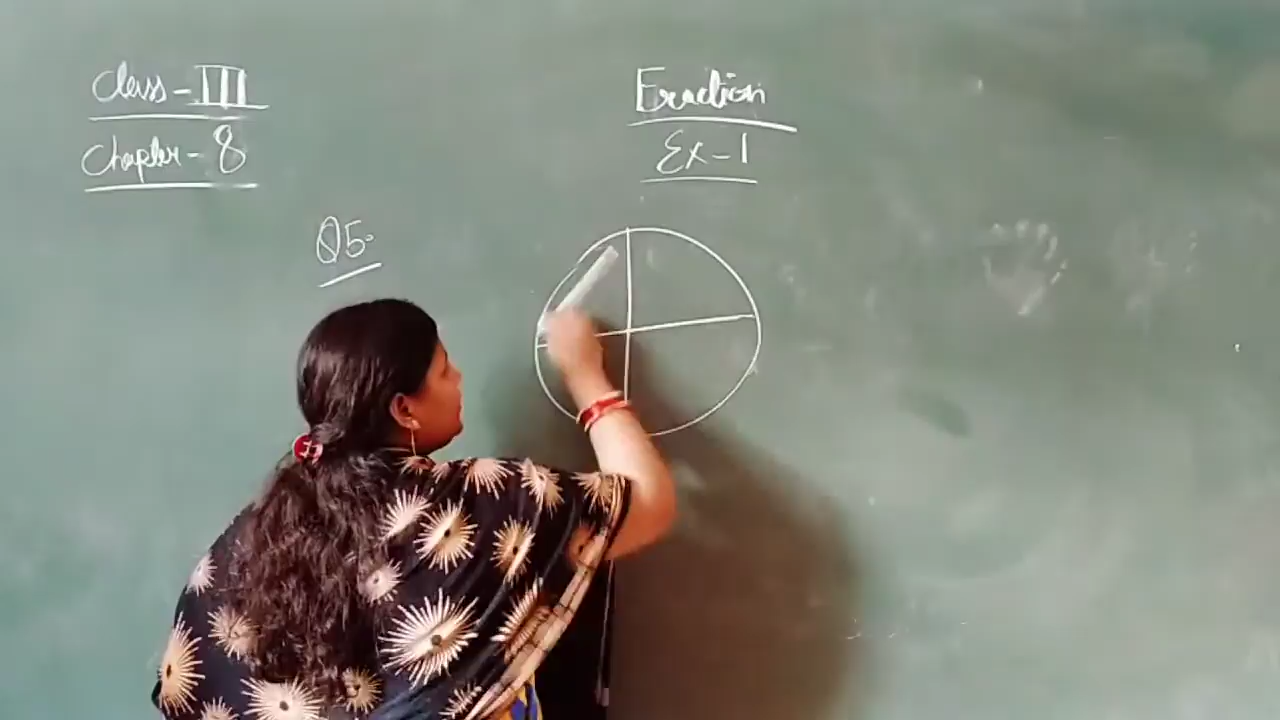 Class - III
Chapter - 8
Fraction
Ex - 1
Q5.